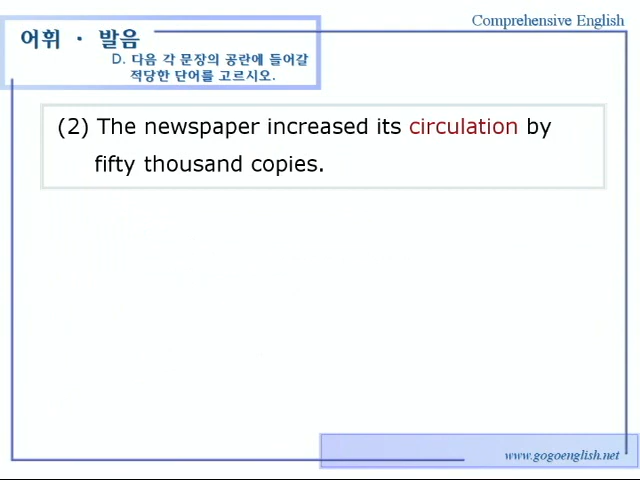 Comprehensive English
어휘 · 발음
D. 다음 각 문장의 공란에 들어갈
적당한 단어를 고르시오.
(2) The newspaper increased its circulation by
fifty thousand copies.
www.gogoenglish.net